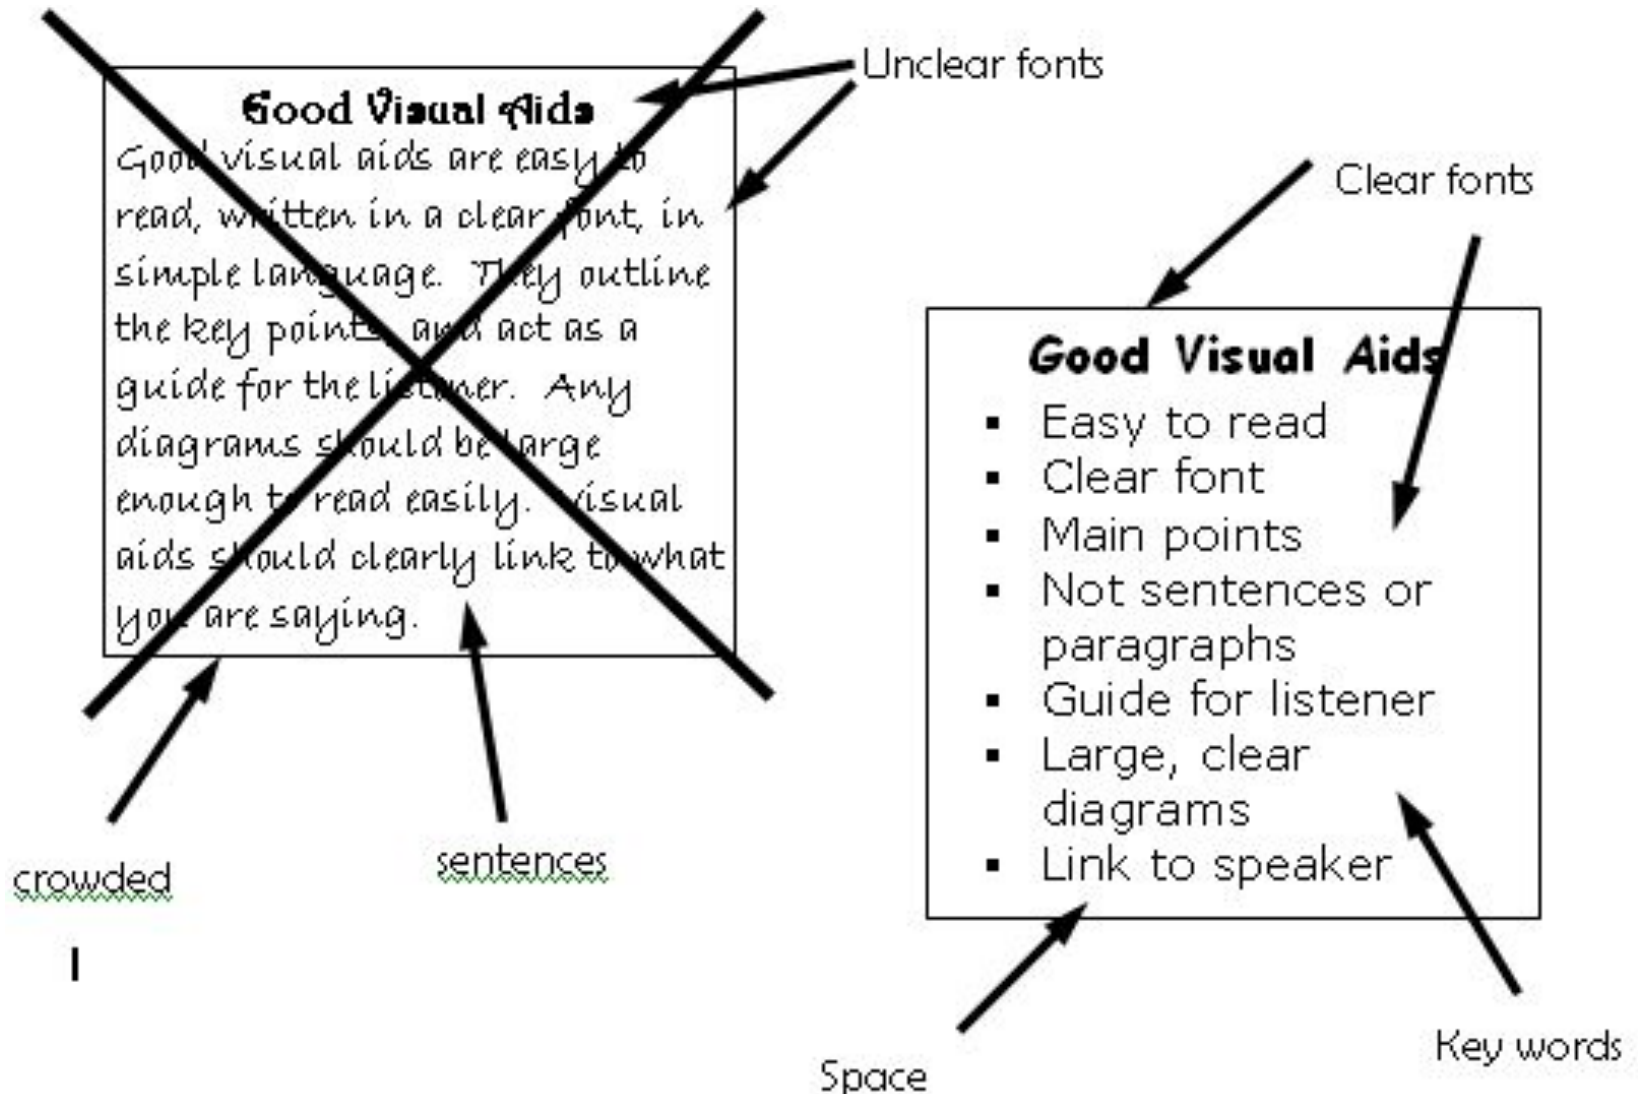 Unclear fonts
Good Visual Aids
Good visual aids are easy to
read, written in a clear font, in
simple language. They outline
the key points, and act as a
guide for the listener. Any
diagrams should be large
enough to read easily. Visual
aids should clearly link to what
you are saying.
crowded
sentences
Clear fonts
Good Visual Aids
▪ Easy to read
▪ Clear font
▪ Main points
▪ Not sentences or
paragraphs
▪ Guide for listener
▪ Large, clear
diagrams
▪ Link to speaker
Space
Key words